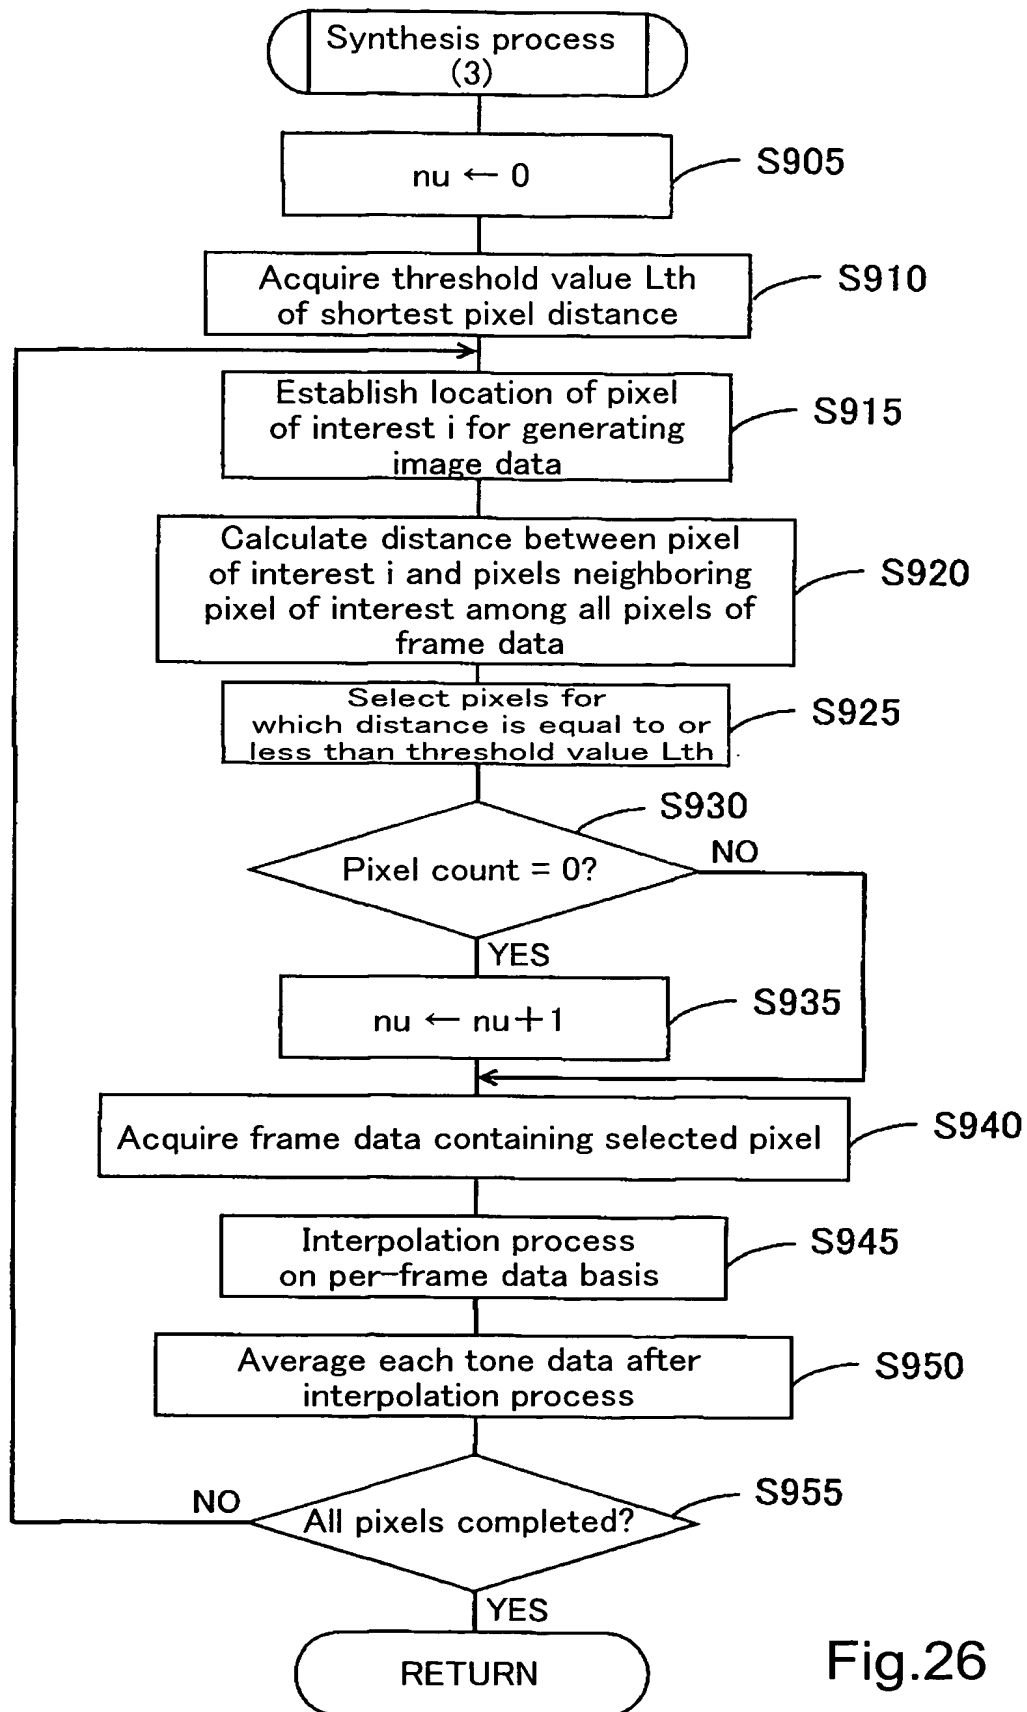 Synthesis process
(3)
nu ← 0
S905
Acquire threshold value Lth
of shortest pixel distance
S910
Establish location of pixel
of interest i for generating
image data
S915
Calculate distance between pixel
of interest i and pixels neighboring
pixel of interest among all pixels of
frame data
S920
Select pixels for
which distance is equal to or
less than threshold value Lth
S925
S930
Pixel count = 0?
NO
YES
nu ← nu+1
S935
Acquire frame data containing selected pixel
S940
Interpolation process
on per-frame data basis
S945
Average each tone data after
interpolation process
S950
S955
NO
All pixels completed?
YES
RETURN
Fig.26